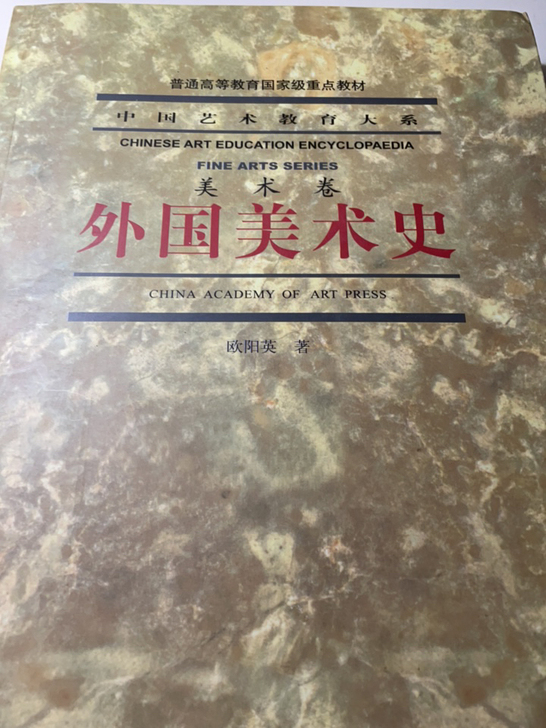 普通高等教育国家级重点教材
中国艺术教育大系
CHINESE ART EDUCATION ENCYCLOPAEDIA
FINE ARTS SERIES
美术卷
外国美术史
CHINA ACADEMY OF ART PRESS
欧阳英 著